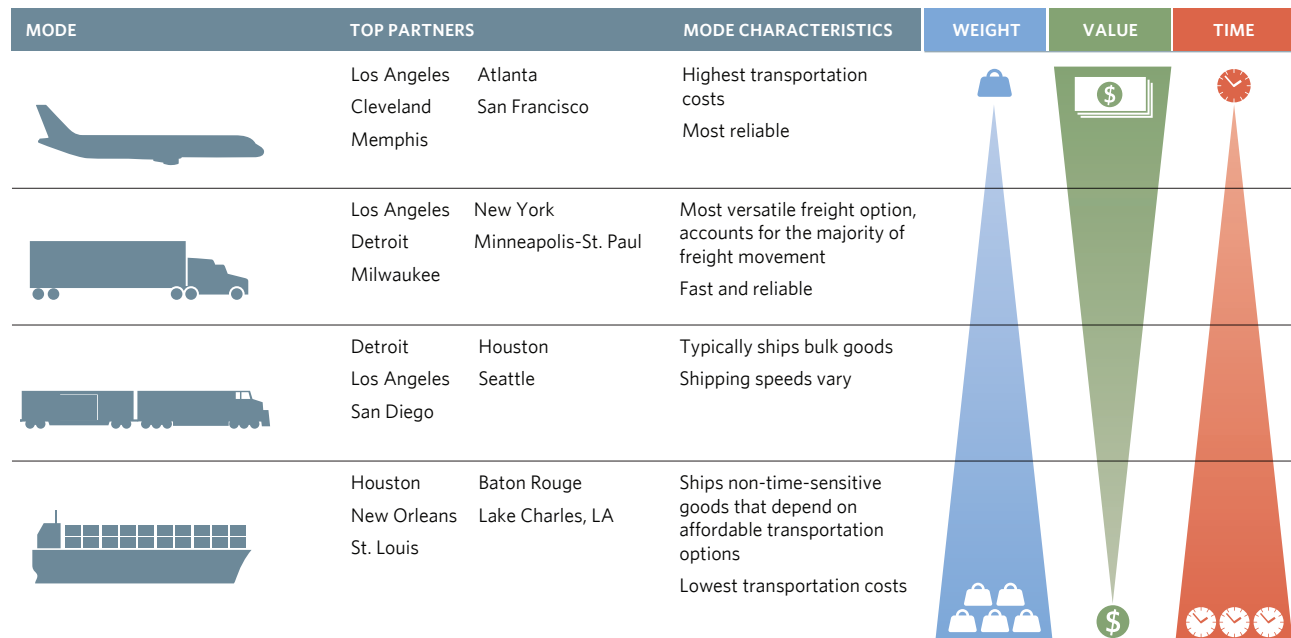 MODE TOP PARTNERS MODE CHARACTERISTICS WEIGHT VALUE TIME
Los Angeles Atlanta
Cleveland San Francisco
Memphis
Highest transportation
costs
Most reliable
$
Los Angeles New York
Detroit Minneapolis-St. Paul
Milwaukee
Most versatile freight option,
accounts for the majority of
freight movement
Fast and reliable
Detroit Houston
Los Angeles Seattle
San Diego
Typically ships bulk goods
Shipping speeds vary
Houston Baton Rouge
New Orleans Lake Charles, LA
St. Louis
Ships non-time-sensitive
goods that depend on
affordable transportation
options
Lowest transportation costs
$